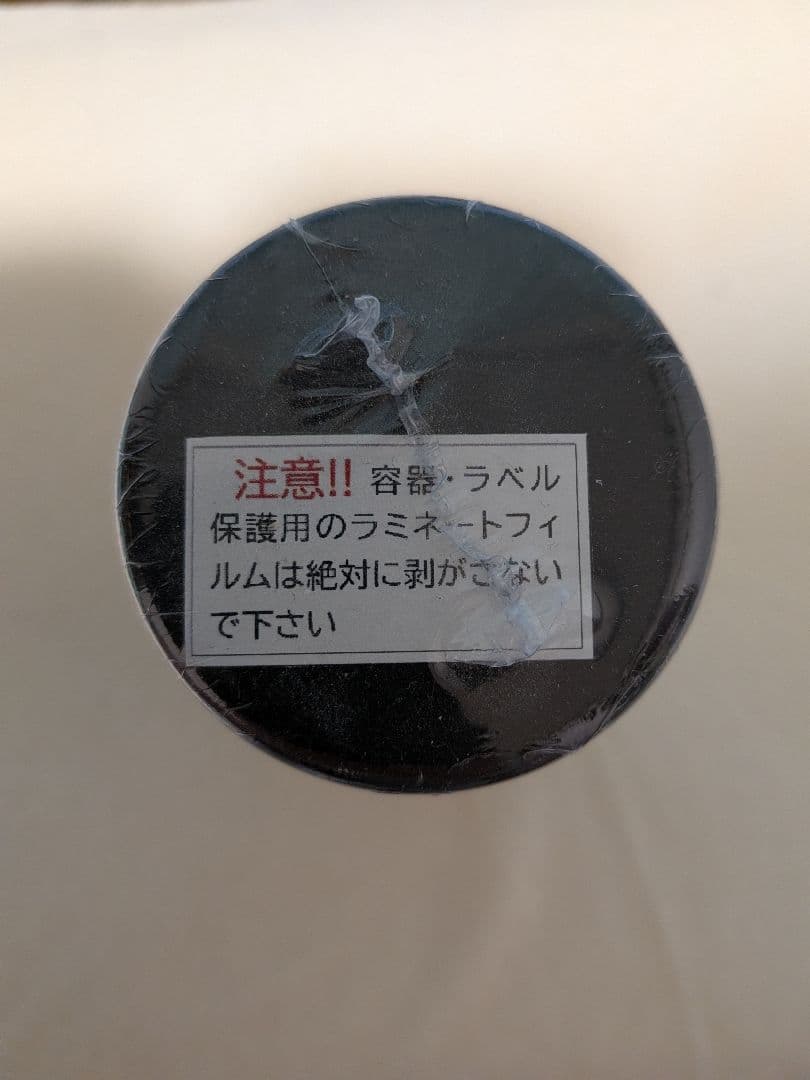 注意!! 容器・ラベル
保護用のラミネートフィ
ルムは絶対に剥がさない
で下さい